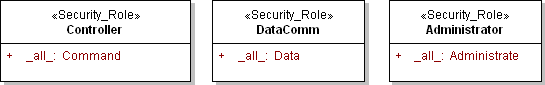 «Security_Role»
Controller
+ _all_: Command
«Security_Role»
DataComm
+ _all_: Data
«Security_Role»
Administrator
+ _all_: Administrate